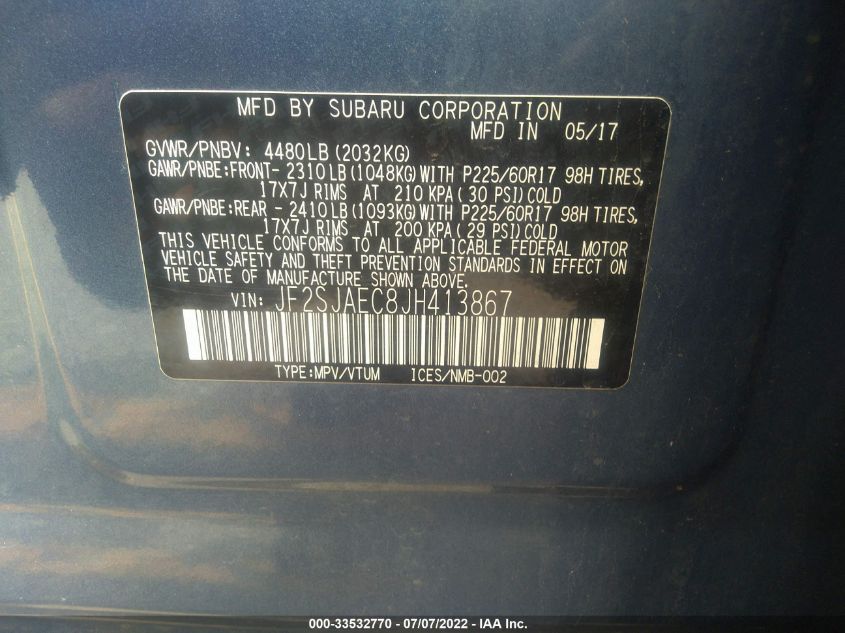 MFD BY SUBARU CORPORATION
MFD IN 05/17
GVWR/PNBV: 4480LB(2032KG)
GAWR/PNBE:FRONT- 2310LB(1048KG)WITH P225/60R17 98H TIRES,
17X7J RIMS AT 210 KPA( 30 PSI)COLD
GAWR/PNBE:REAR - 2410LB(1093KG)WITH P225/60R17 98H TIRES,
17X7J RIMS AT 200 KPA( 29 PSI)COLD
THIS VEHICLE CONFORMS TO ALL APPLICABLE FEDERAL MOTOR
VEHICLE SAFETY AND THEFT PREVENTION STANDARDS IN EFFECT ON
THE DATE OF MANUFACTURE SHOWN ABOVE.
VIN: JF2SJAEC8JH413867
TYPE:MPV/VTUM ICES/NMB-002
000-33532770 - 07/07/2022 - IAA Inc.